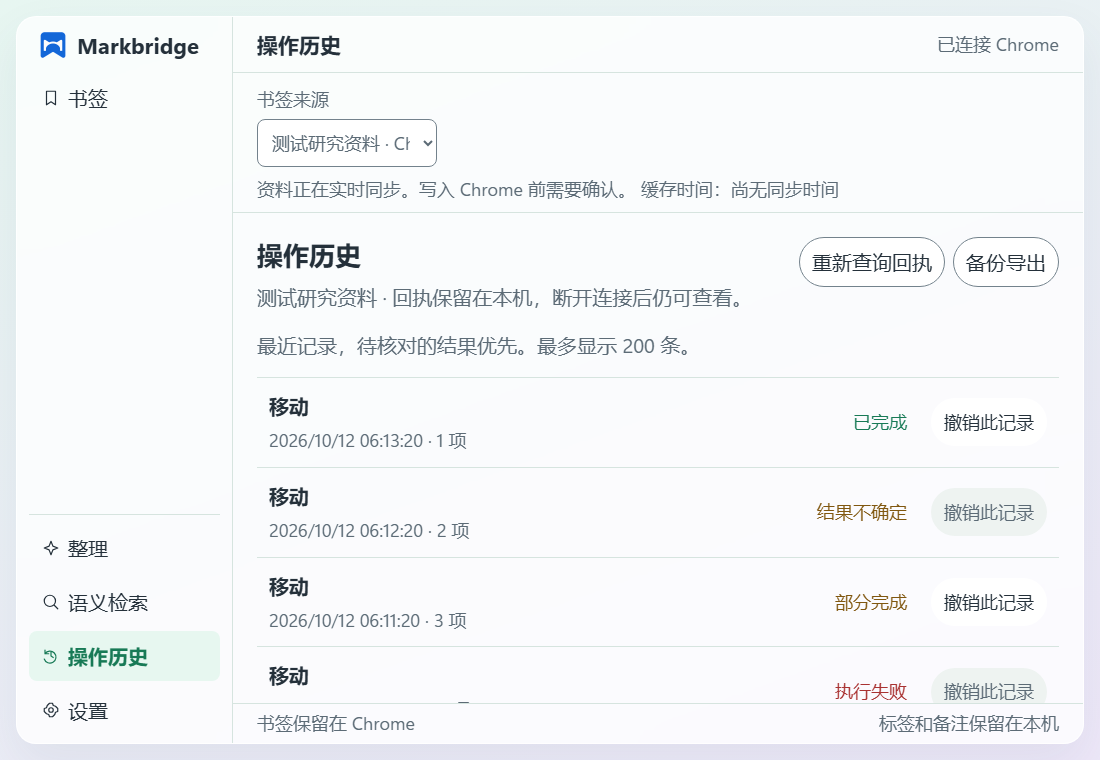 Markbridge
书签
整理
语义检索
操作历史
设置
操作历史
已连接 Chrome
书签来源
测试研究资料 · Ch
资料正在实时同步。写入 Chrome 前需要确认。 缓存时间：尚无同步时间
操作历史
重新查询回执
备份导出
测试研究资料 · 回执保留在本机，断开连接后仍可查看。
最近记录，待核对的结果优先。最多显示 200 条。
移动
2026/10/12 06:13:20 · 1 项
已完成
撤销此记录
移动
2026/10/12 06:12:20 · 2 项
结果不确定
撤销此记录
移动
2026/10/12 06:11:20 · 3 项
部分完成
撤销此记录
移动
执行失败
撤销此记录
书签保留在 Chrome
标签和备注保留在本机